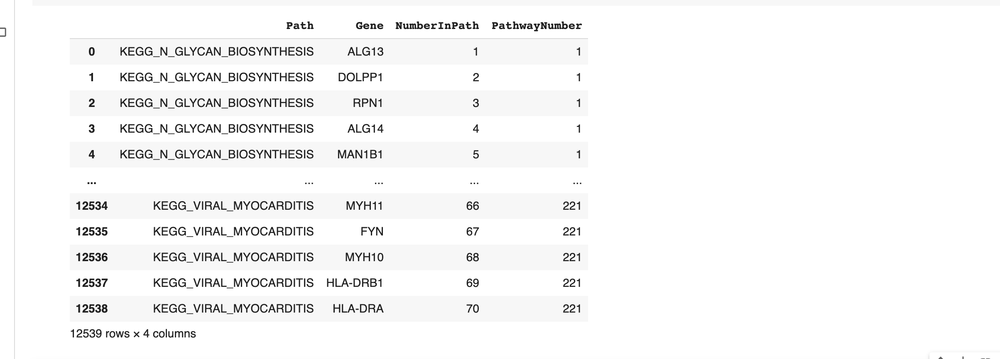 Path Gene NumberInPath PathwayNumber
0 KEGG_N_GLYCAN_BIOSYNTHESIS ALG13 1 1
1 KEGG_N_GLYCAN_BIOSYNTHESIS DOLPP1 2 1
2 KEGG_N_GLYCAN_BIOSYNTHESIS RPN1 3 1
3 KEGG_N_GLYCAN_BIOSYNTHESIS ALG14 4 1
4 KEGG_N_GLYCAN_BIOSYNTHESIS MAN1B1 5 1
... ... ... ... ...
12534 KEGG_VIRAL_MYOCARDITIS MYH11 66 221
12535 KEGG_VIRAL_MYOCARDITIS FYN 67 221
12536 KEGG_VIRAL_MYOCARDITIS MYH10 68 221
12537 KEGG_VIRAL_MYOCARDITIS HLA-DRB1 69 221
12538 KEGG_VIRAL_MYOCARDITIS HLA-DRA 70 221
12539 rows × 4 columns